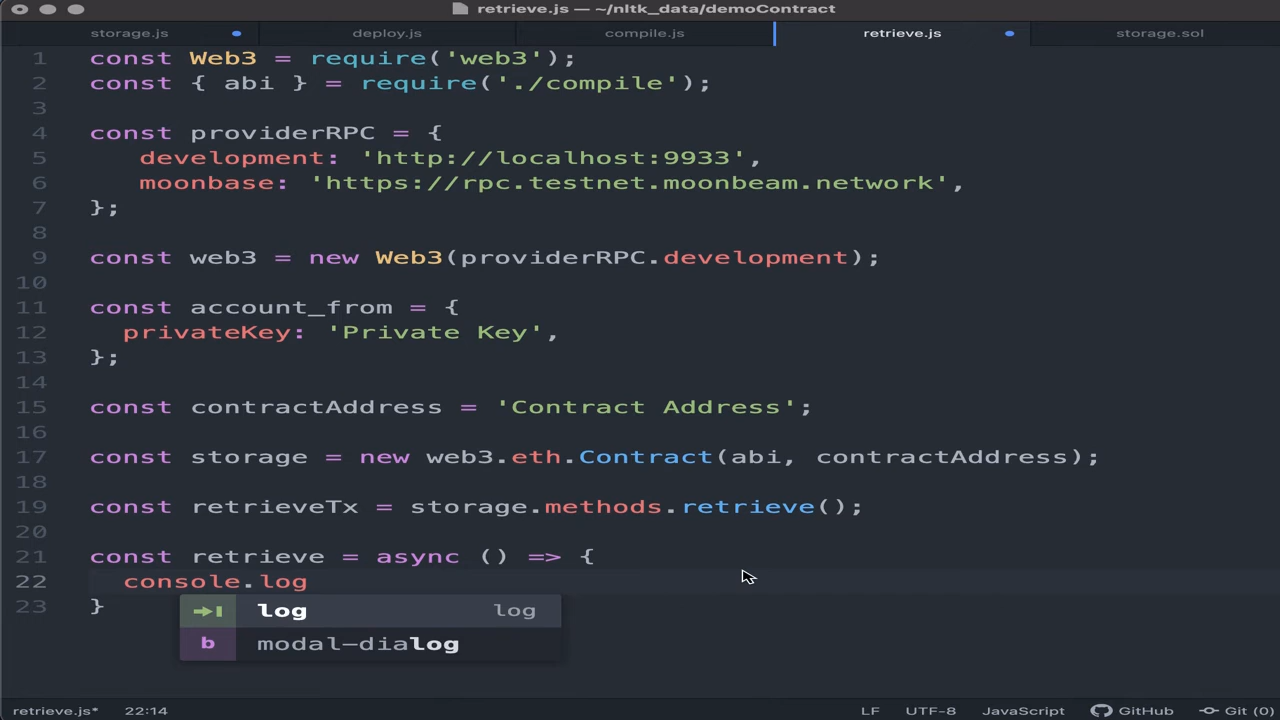 retrieve.js — ~/nltk_data/demoContract
storage.js deploy.js compile.js retrieve.js storage.sol
1 const Web3 = require('web3');
2 const { abi } = require('./compile');
3
4 const providerRPC = {
5 development: 'http://localhost:9933',
6 moonbase: 'https://rpc.testnet.moonbeam.network',
7 };
8
9 const web3 = new Web3(providerRPC.development);
10
11 const account_from = {
12 privateKey: 'Private Key',
13 };
14
15 const contractAddress = 'Contract Address';
16
17 const storage = new web3.eth.Contract(abi, contractAddress);
18
19 const retrieveTx = storage.methods.retrieve();
20
21 const retrieve = async () => {
22 console.log
23 }
log log
b modal-dialog
retrieve.js* 22:14 LF UTF-8 JavaScript GitHub Git (0)